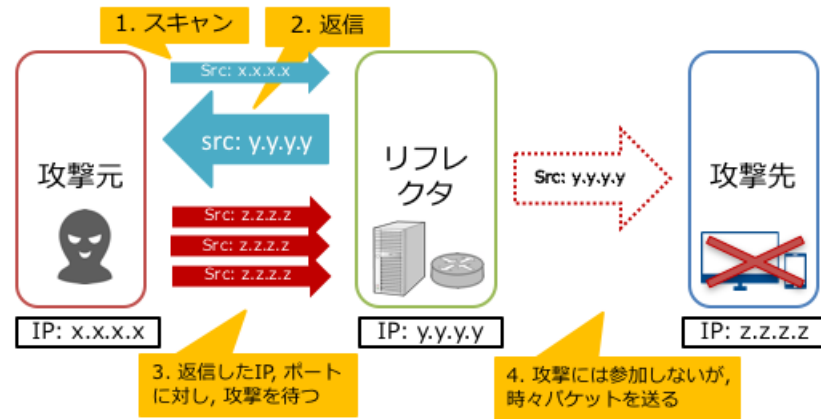 1. スキャン
2. 返信
Src: x.x.x.x
src: y.y.y.y
攻撃元
リフレ
クタ
Src: y.y.y.y
攻撃先
Src: z.z.z.z
Src: z.z.z.z
Src: z.z.z.z
IP: x.x.x.x
IP: y.y.y.y
IP: z.z.z.z
3. 返信したIP, ポート
に対し, 攻撃を待つ
4. 攻撃には参加しないが,
時々パケットを送る